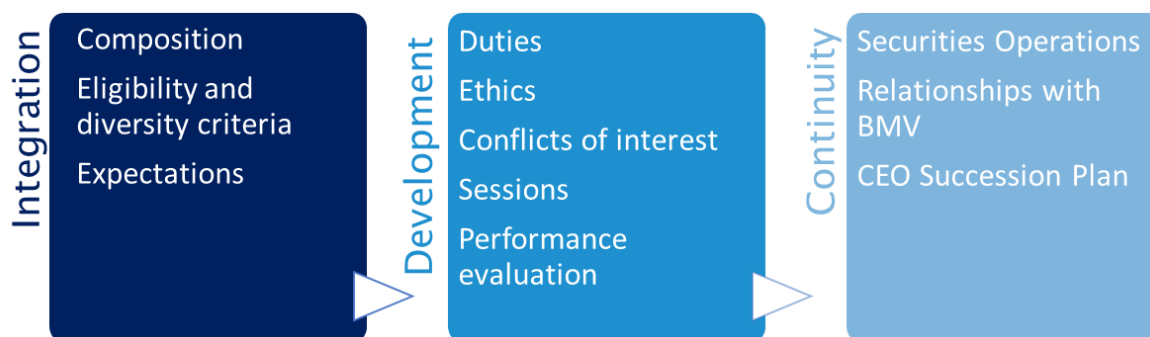 Integration
Composition
Eligibility and
diversity criteria
Expectations
Development
Duties
Ethics
Conflicts of interest
Sessions
Performance
evaluation
Continuity
Securities Operations
Relationships with
BMV
CEO Succession Plan